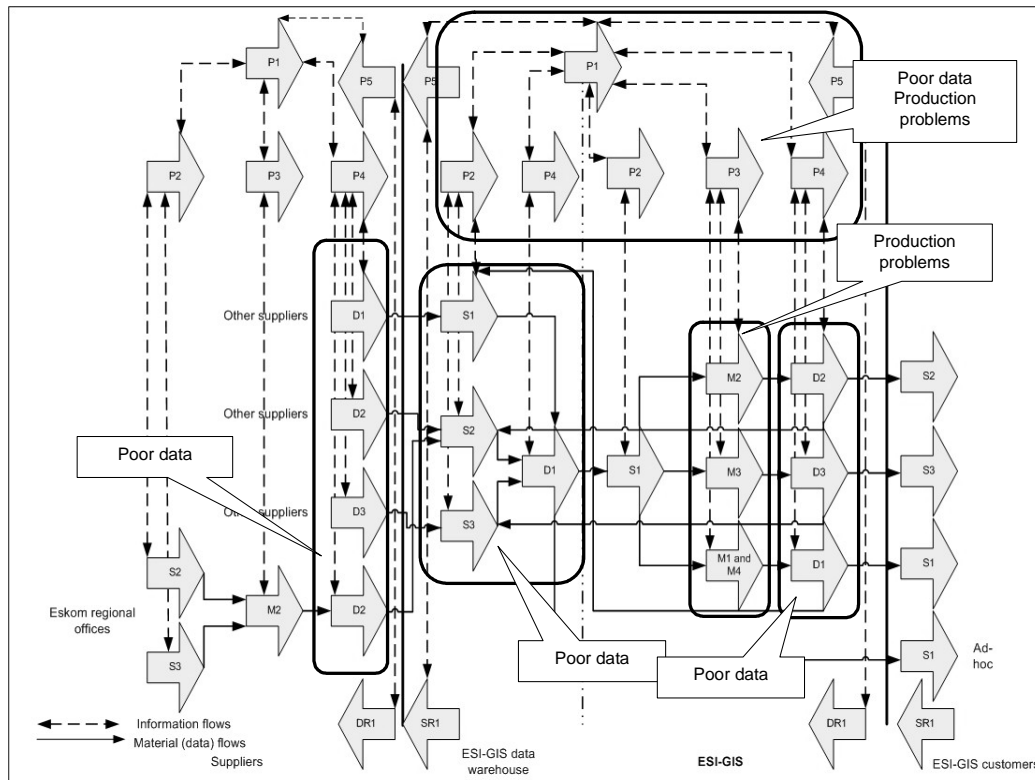 P1
P5
P5
P1
P5
Poor data
Production
problems
P2
P3
P4
P2
P4
P2
P3
P4
Production
problems
Other suppliers
D1
S1
M2
D2
S2
Other suppliers
D2
S2
Poor data
D1
S1
M3
D3
S3
Other suppliers
D3
S3
S2
M1 and
M4
D1
S1
Eskom regional
offices
M2
D2
S3
Poor data
Poor data
S1
Ad-
hoc
Information flows
Material (data) flows
DR1
SR1
DR1
SR1
Suppliers
ESI-GIS data
warehouse
ESI-GIS
ESI-GIS customers